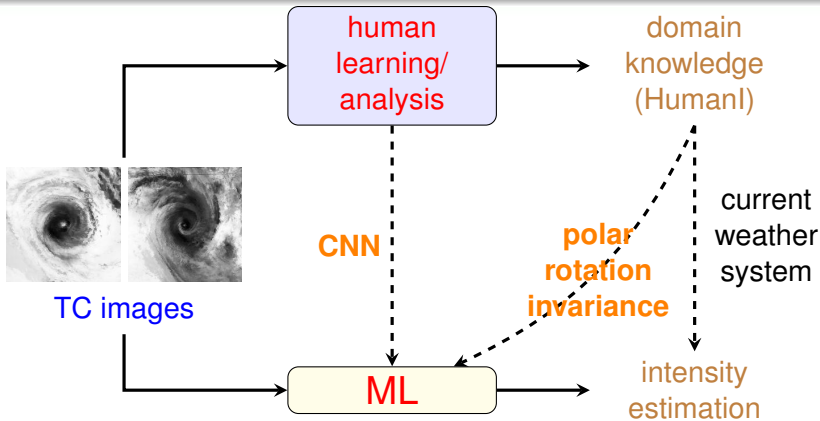 human
learning/
analysis
domain
knowledge
(HumanI)
CNN
polar
rotation
invariance
current
weather
system
TC images
ML
intensity
estimation